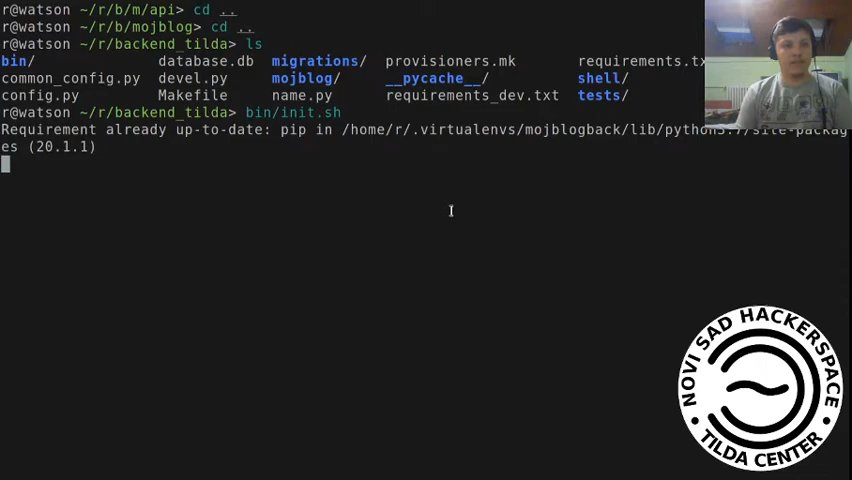 r@watson ~/r/b/m/api> cd ..
r@watson ~/r/b/mojblog> cd ..
r@watson ~/r/backend_tilda> ls
bin/ database.db migrations/ provisioners.mk requirements.tx
common_config.py devel.py mojblog/ __pycache__/ shell/
config.py Makefile name.py requirements_dev.txt tests/
r@watson ~/r/backend_tilda> bin/init.sh
Requirement already up-to-date: pip in /home/r/.virtualenvs/mojblogback/lib/python3.7/site-packag
es (20.1.1)
NOVI SAD HACKERSPACE
• TILDA CENTER •